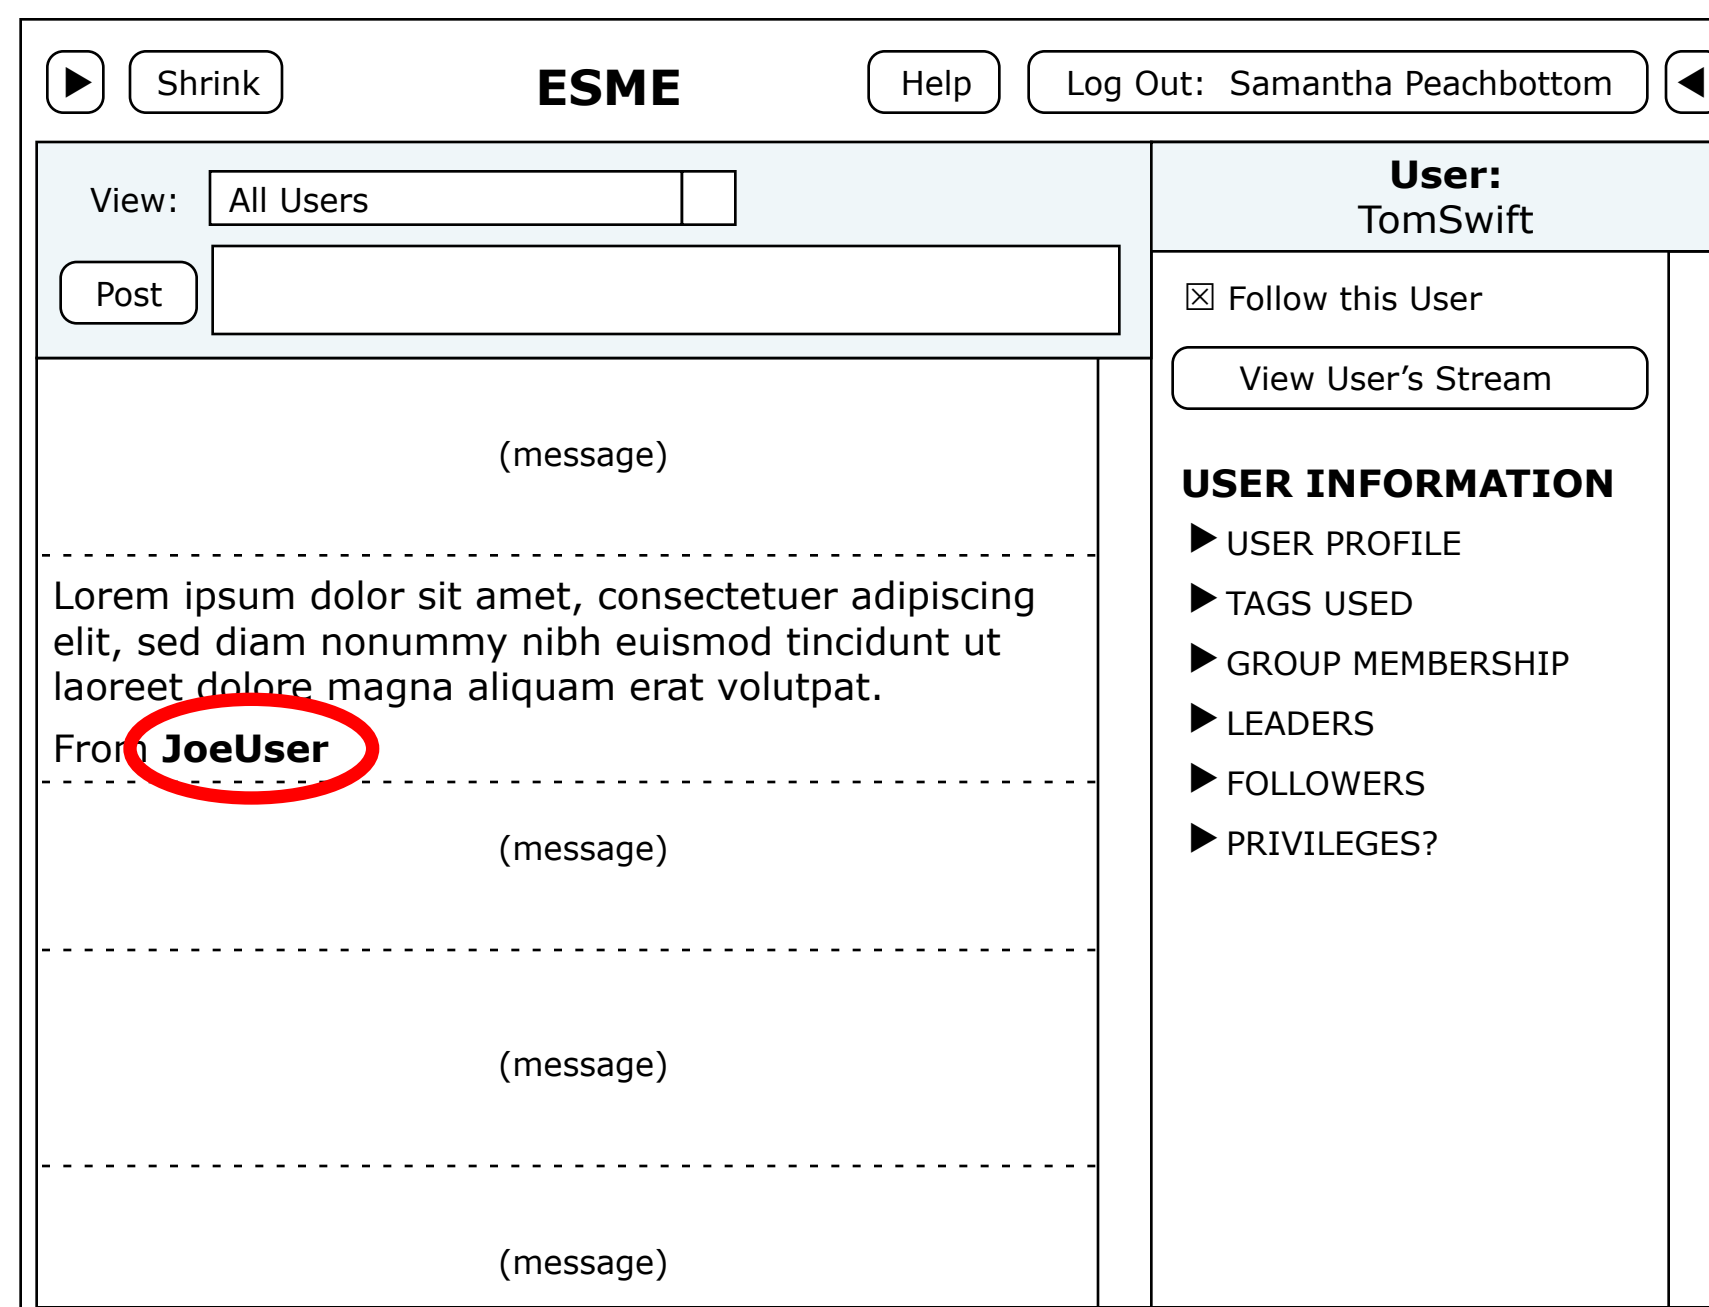 Shrink
ESME
Help
Log Out: Samantha Peachbottom
View:
All Users
Post
User:
TomSwift
☒ Follow this User
View User’s Stream
USER INFORMATION
USER PROFILE
TAGS USED
GROUP MEMBERSHIP
LEADERS
FOLLOWERS
PRIVILEGES?
(message)
Lorem ipsum dolor sit amet, consectetuer adipiscing
elit, sed diam nonummy nibh euismod tincidunt ut
laoreet dolore magna aliquam erat volutpat.
From JoeUser
(message)
(message)
(message)